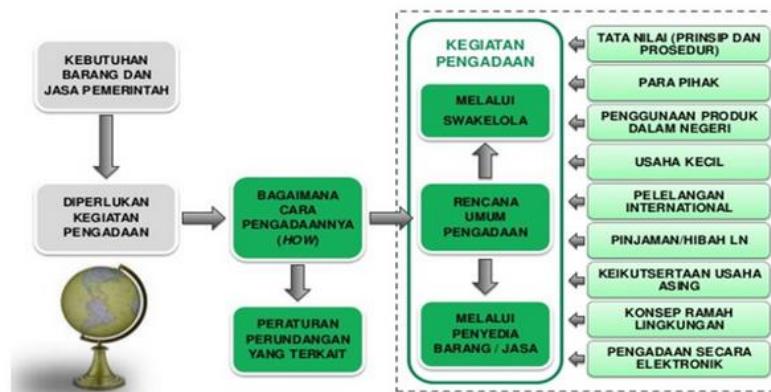 KEBUTUHAN
BARANG DAN
JASA PEMERINTAH
DIPERLUKAN
KEGIATAN
PENGADAAN
BAGAIMANA
CARA
PENGADAANNYA
(HOW)
PERATURAN
PERUNDANGAN
YANG TERKAIT
KEGIATAN
PENGADAAN
MELALUI
SWAKELOLA
RENCANA
UMUM
PENGADAAN
MELALUI
PENYEDIA
BARANG / JASA
TATA NILAI (PRINSIP DAN
PROSEDUR)
PARA PIHAK
PENGGUNAAN PRODUK
DALAM NEGERI
USAHA KECIL
PELELANGAN
INTERNATIONAL
PINJAMAN/HIBAH LN
KEIKUTSERTAAN USAHA
ASING
KONSEP RAMAH
LINGKUNGAN
PENGADAAN SECARA
ELEKTRONIK